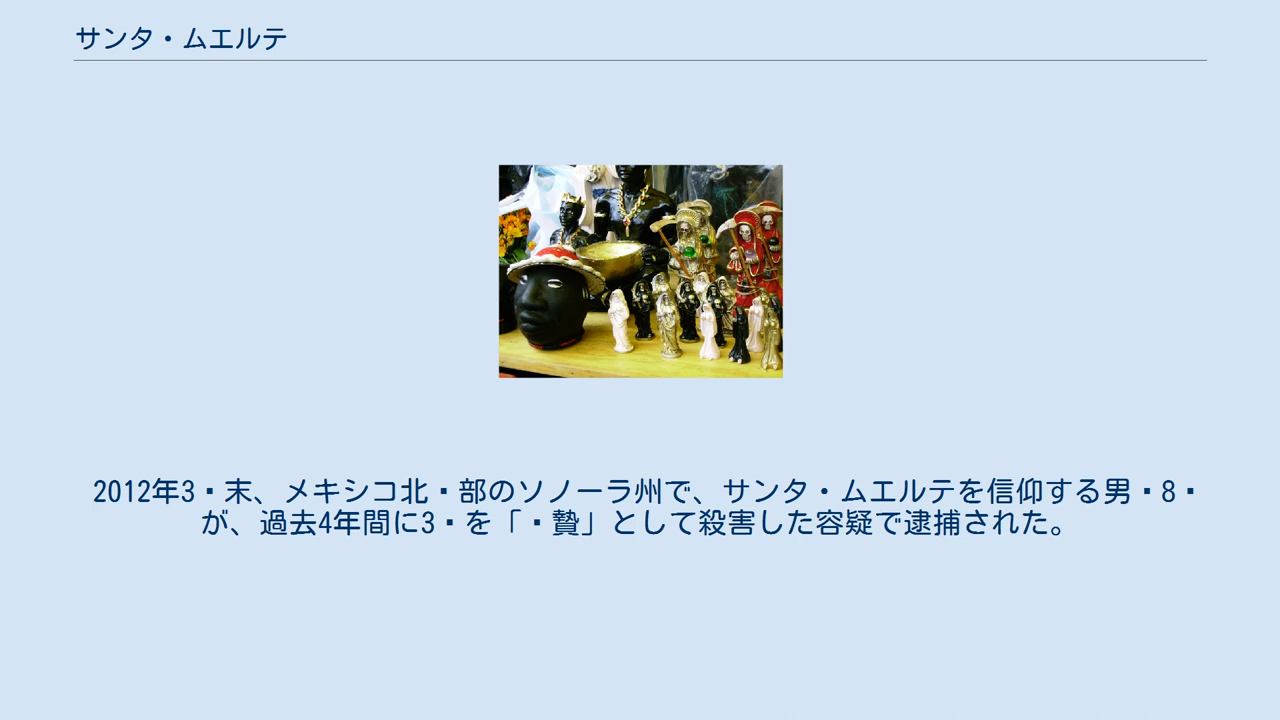 サンタ・ムエルテ
2012年3▪末、メキシコ北▪部のソノーラ州で、サンタ・ムエルテを信仰する男▪8▪
が、過去4年間に3▪を「▪贄」として殺害した容疑で逮捕された。